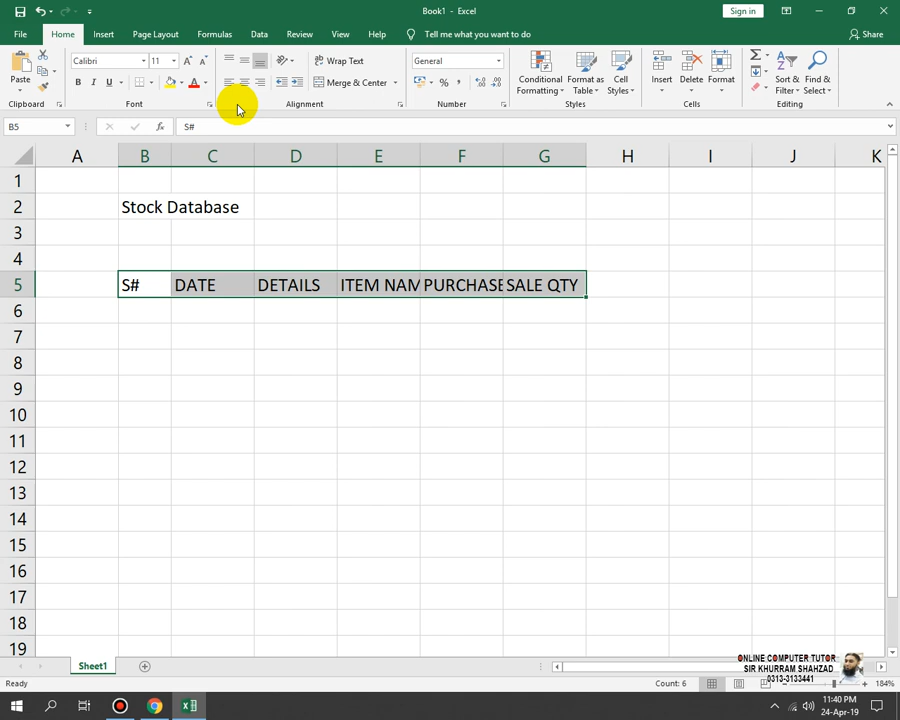 Book1 - Excel
Sign in
File Home Insert Page Layout Formulas Data Review View Help Tell me what you want to do Share
Calibri 11 Wrap Text General
Paste B I U Merge & Center % , Conditional Formatting Format as Table Cell Styles Insert Delete Format Sort & Filter Find & Select
Clipboard Font Alignment Number Styles Cells Editing
B5 fx S#
A B C D E F G H I J K
1
2 Stock Database
3
4
5 S# DATE DETAILS ITEM NAM PURCHASE SALE QTY
6
7
8
9
10
11
12
13
14
15
16
17
18
19
Sheet1
ONLINE COMPUTER TUTOR
SIR KHURRAM SHAHZAD
0313-3133441
Ready Count: 6 184%
11:40 PM
24-Apr-19